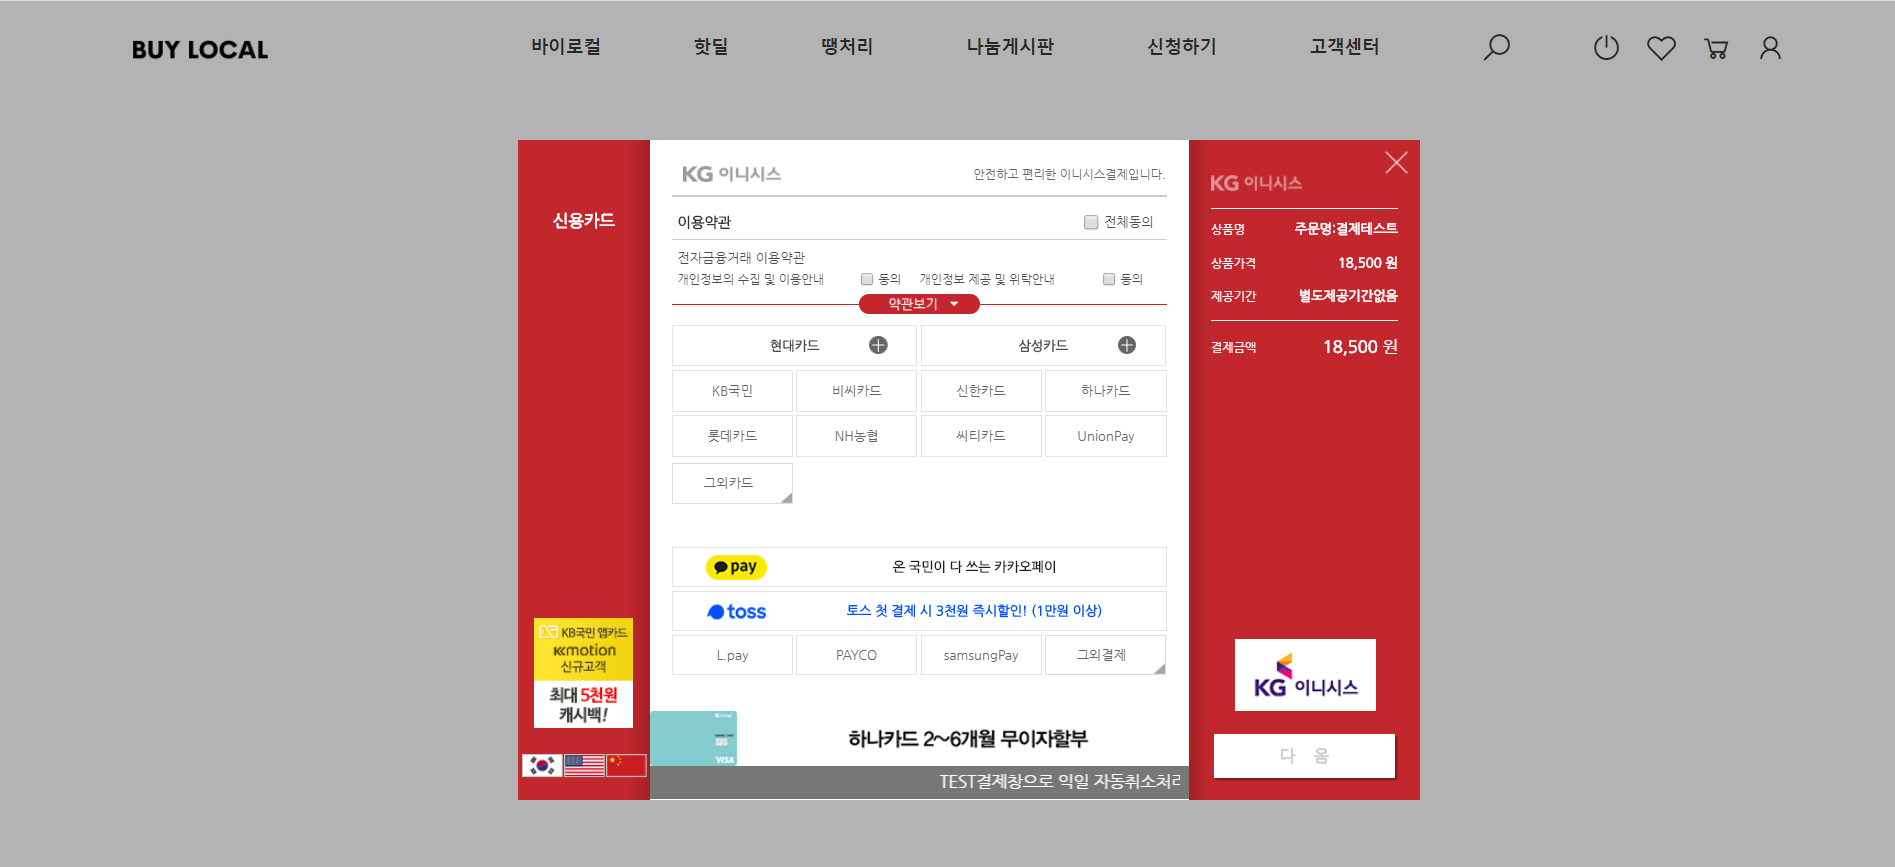 BUY LOCAL
바이로컬 핫딜 땡처리 나눔게시판 신청하기 고객센터
신용카드
KB국민 앱카드
motion
신규고객
최대 5천원
캐시백!
KG 이니시스
안전하고 편리한 이니시스결제입니다.
이용약관
전체동의
전자금융거래 이용약관
개인정보의 수집 및 이용안내 동의 개인정보 제공 및 위탁안내 동의
약관보기
현대카드 삼성카드
KB국민 비씨카드 신한카드 하나카드
롯데카드 NH농협 씨티카드 UnionPay
그외카드
pay 온 국민이 다 쓰는 카카오페이
toss 토스 첫 결제 시 3천원 즉시할인! (1만원 이상)
L.pay PAYCO samsungPay 그외결제
VISA
하나카드 2~6개월 무이자할부
TEST결제창으로 익일 자동취소처리
KG 이니시스
상품명 주문명:결제테스트
상품가격 18,500 원
제공기간 별도제공기간없음
결제금액 18,500 원
KG 이니시스
다 음